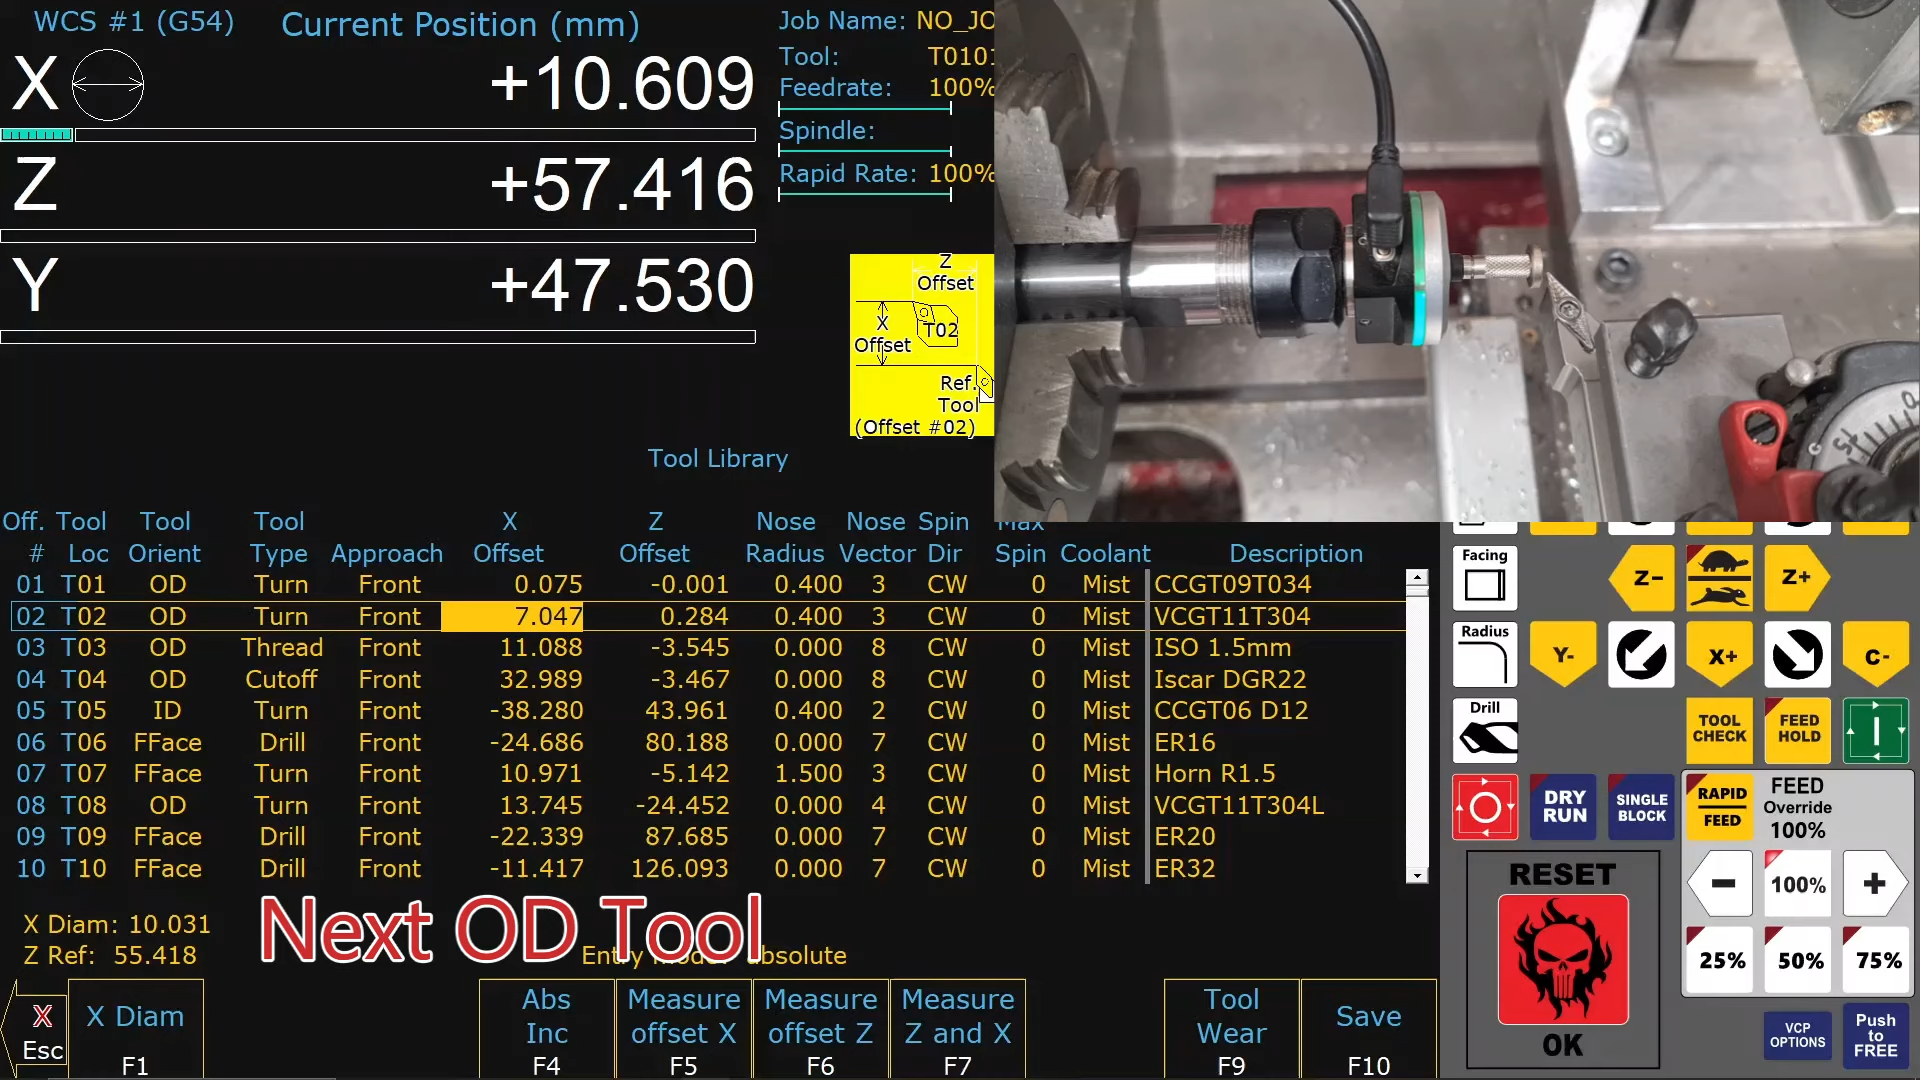 WCS #1 (G54)
Current Position (mm)
X +10.609
Z +57.416
Y +47.530
Job Name: NO_JO
Tool: T0101
Feedrate: 100%
Spindle:
Rapid Rate: 100%
Z
Offset
X
Offset
T02
Ref.
Tool
(Offset #02)
Tool Library
Off. Tool Tool Tool X Z Nose Nose Spin Max
# Loc Orient Type Approach Offset Offset Radius Vector Dir Spin Coolant Description
01 T01 OD Turn Front 0.075 -0.001 0.400 3 CW 0 Mist CCGT09T034
02 T02 OD Turn Front 7.047 0.284 0.400 3 CW 0 Mist VCGT11T304
03 T03 OD Thread Front 11.088 -3.545 0.000 8 CW 0 Mist ISO 1.5mm
04 T04 OD Cutoff Front 32.989 -3.467 0.000 8 CW 0 Mist Iscar DGR22
05 T05 ID Turn Front -38.280 43.961 0.400 2 CW 0 Mist CCGT06 D12
06 T06 FFace Drill Front -24.686 80.188 0.000 7 CW 0 Mist ER16
07 T07 FFace Turn Front 10.971 -5.142 1.500 3 CW 0 Mist Horn R1.5
08 T08 OD Turn Front 13.745 -24.452 0.000 4 CW 0 Mist VCGT11T304L
09 T09 FFace Drill Front -22.339 87.685 0.000 7 CW 0 Mist ER20
10 T10 FFace Drill Front -11.417 126.093 0.000 7 CW 0 Mist ER32
X Diam: 10.031
Z Ref: 55.418
Next OD Tool
Entry mode: absolute
X
Esc
X Diam
F1
Abs
Inc
F4
Measure
offset X
F5
Measure
offset Z
F6
Measure
Z and X
F7
Tool
Wear
F9
Save
F10
Facing
Z-
Z+
Radius
Y-
X+
C-
Drill
TOOL
CHECK
FEED
HOLD
DRY
RUN
SINGLE
BLOCK
RAPID
FEED
FEED
Override
100%
RESET
OK
-
100%
+
25%
50%
75%
VCP
OPTIONS
Push
to
FREE